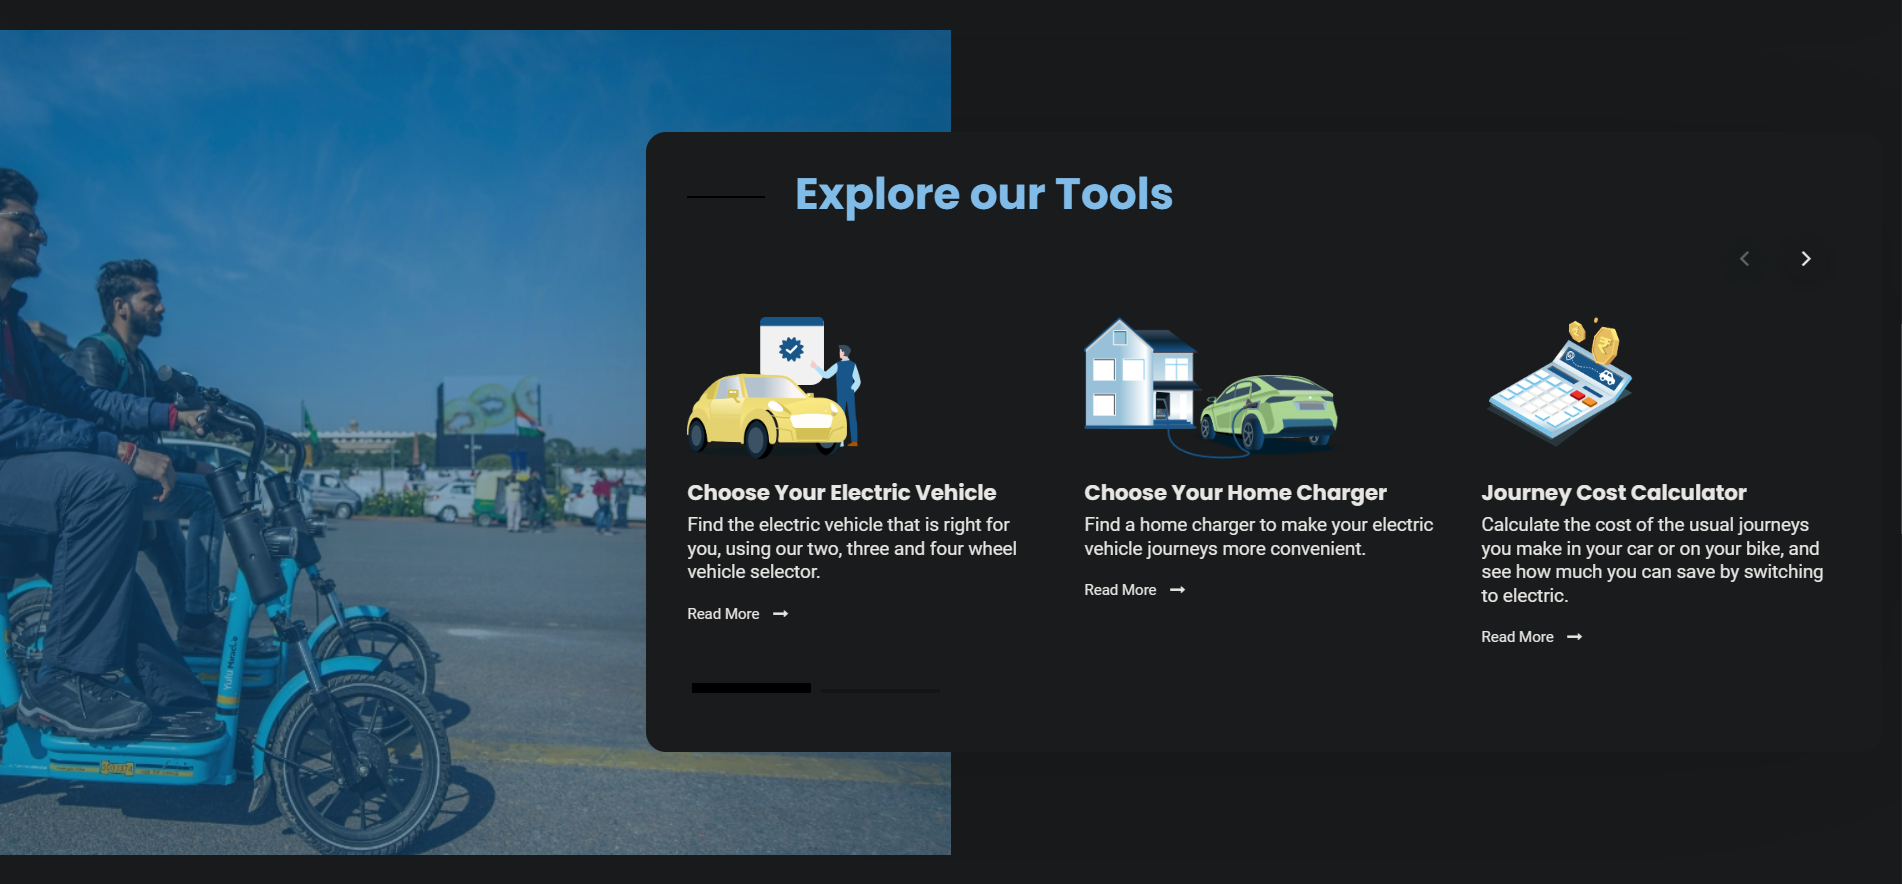 Explore our Tools
Choose Your Electric Vehicle
Find the electric vehicle that is right for
you, using our two, three and four wheel
vehicle selector.
Read More
Choose Your Home Charger
Find a home charger to make your electric
vehicle journeys more convenient.
Read More
Journey Cost Calculator
Calculate the cost of the usual journeys
you make in your car or on your bike, and
see how much you can save by switching
to electric.
Read More
Yulu Miracle